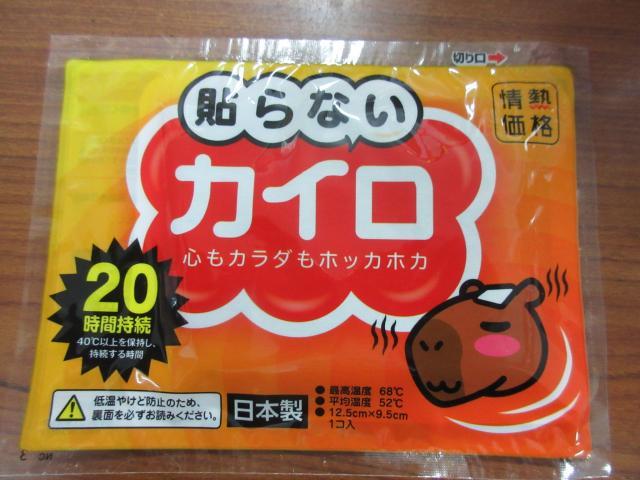 切り口
貼らない
情熱
価格
カイロ
心もカラダもホッカホカ
20
時間持続
40℃以上を保持し、
持続する時間
低温やけど防止のため、
裏面を必ずお読みください。
日本製
●最高温度 68℃
●平均温度 52℃
●12.5cm×9.5cm
1コ入